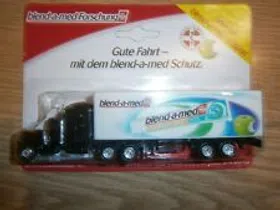 blend-a-med Forschung
Gute Fahrt –
mit dem blend-a-med Schutz.
blend-a-med
blend-a-med